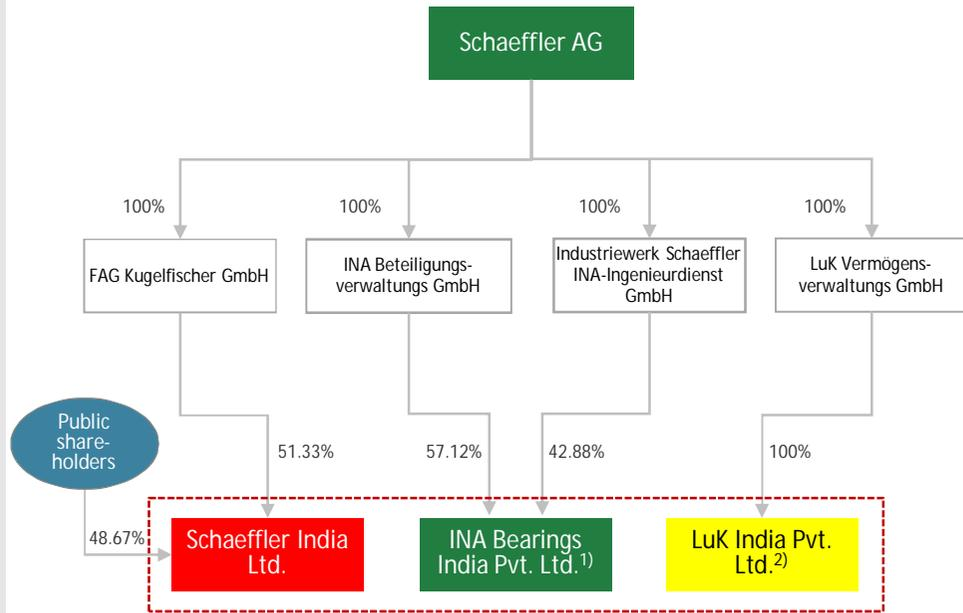 Schaeffler AG
100%
100%
100%
100%
FAG Kugelfischer GmbH
INA Beteiligungs-
verwaltungs GmbH
Industriewerk Schaeffler
INA-Ingenieurdienst
GmbH
LuK Vermögens-
verwaltungs GmbH
Public
share-
holders
51.33%
57.12%
42.88%
100%
48.67%
Schaeffler India
Ltd.
INA Bearings
India Pvt. Ltd.1)
LuK India Pvt.
Ltd.2)